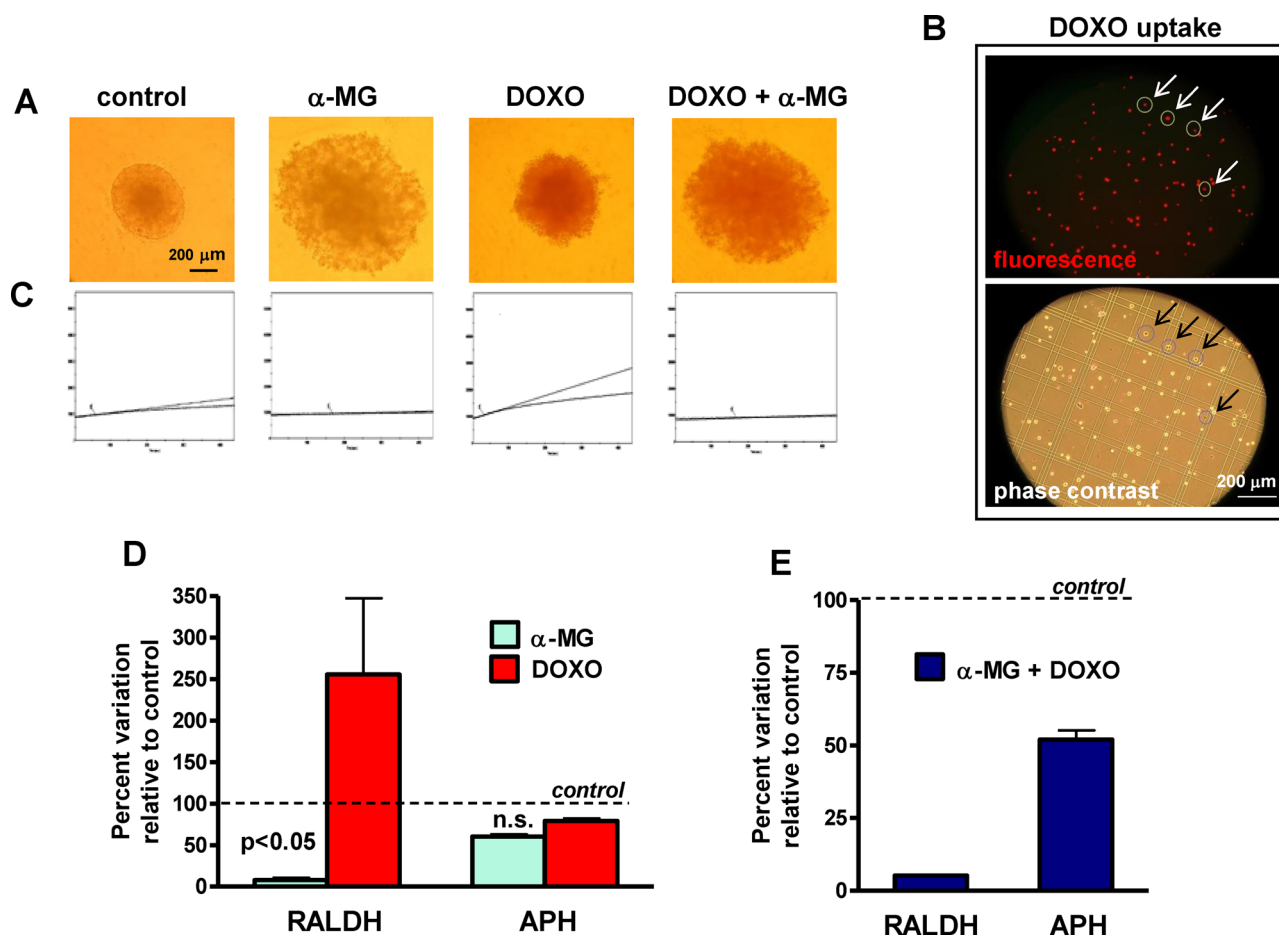 A
control
α-MG
DOXO
DOXO + α-MG
200 μm
B
DOXO uptake
fluorescence
phase contrast
200 μm
C
D
Percent variation
relative to control
350
300
250
200
150
100
50
0
α-MG
DOXO
control
p<0.05
n.s.
RALDH
APH
E
Percent variation
relative to control
100
75
50
25
0
control
α-MG + DOXO
RALDH
APH